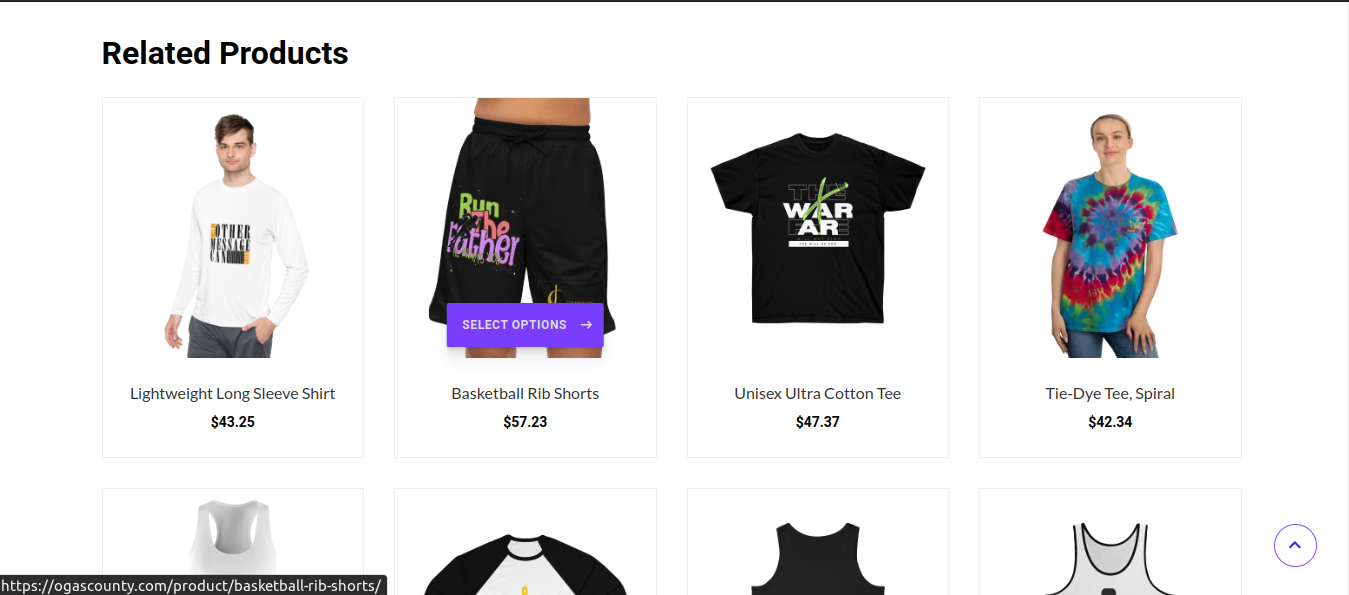 Related Products
OTHER
MESSAGE
CAN
Run
The
Father
SELECT OPTIONS
THE
WAR
FARE
AR
THE WILL OF GOD
Lightweight Long Sleeve Shirt
Basketball Rib Shorts
Unisex Ultra Cotton Tee
Tie-Dye Tee, Spiral
$43.25
$57.23
$47.37
$42.34
https://ogascounty.com/product/basketball-rib-shorts/